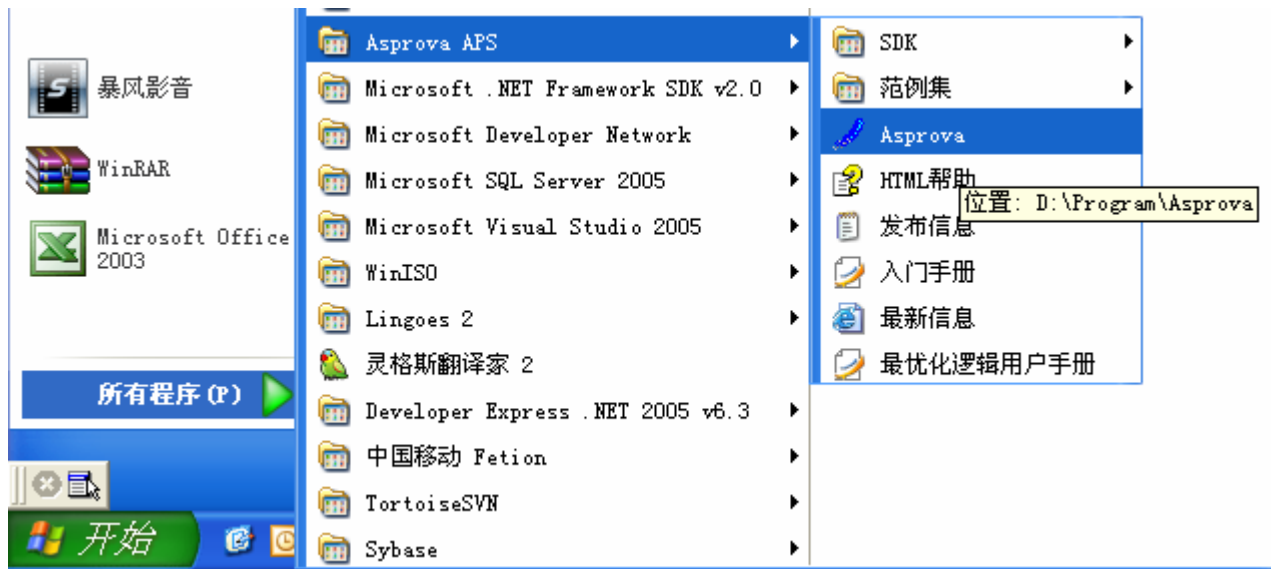 暴风影音
WinRAR
Microsoft Office
2003
所有程序(P)
开始
Asprova APS
Microsoft .NET Framework SDK v2.0
Microsoft Developer Network
Microsoft SQL Server 2005
Microsoft Visual Studio 2005
WinISO
Lingoes 2
灵格斯翻译家 2
Developer Express .NET 2005 v6.3
中国移动 Fetion
TortoiseSVN
Sybase
SDK
范例集
Asprova
HTML帮助
位置: D:\Program\Asprova
发布信息
入门手册
最新信息
最优化逻辑用户手册